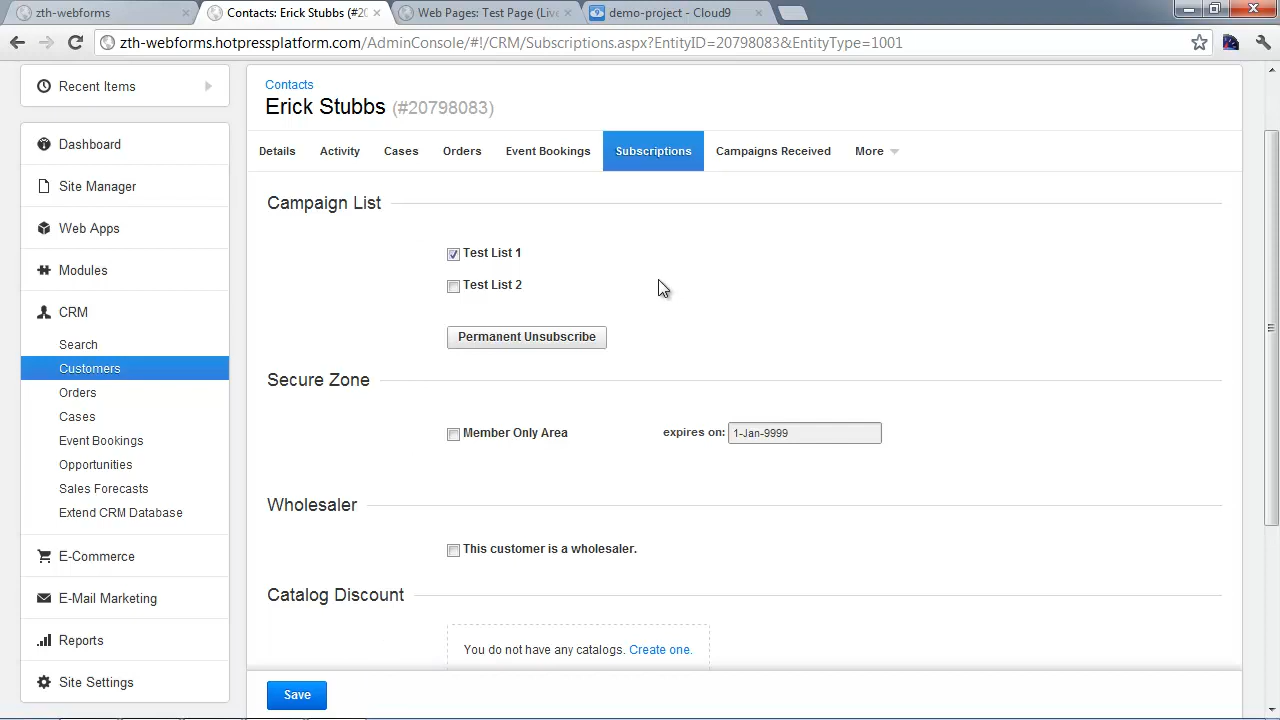 zth-webforms
Contacts: Erick Stubbs (#20
Web Pages: Test Page (Live
demo-project - Cloud9
zth-webforms.hotpressplatform.com/AdminConsole/#!/CRM/Subscriptions.aspx?EntityID=20798083&EntityType=1001
Recent Items
Dashboard
Site Manager
Web Apps
Modules
CRM
Search
Customers
Orders
Cases
Event Bookings
Opportunities
Sales Forecasts
Extend CRM Database
E-Commerce
E-Mail Marketing
Reports
Site Settings
Contacts
Erick Stubbs (#20798083)
Details Activity Cases Orders Event Bookings Subscriptions Campaigns Received More
Campaign List
Test List 1
Test List 2
Permanent Unsubscribe
Secure Zone
Member Only Area expires on: 1-Jan-9999
Wholesaler
This customer is a wholesaler.
Catalog Discount
You do not have any catalogs. Create one.
Save